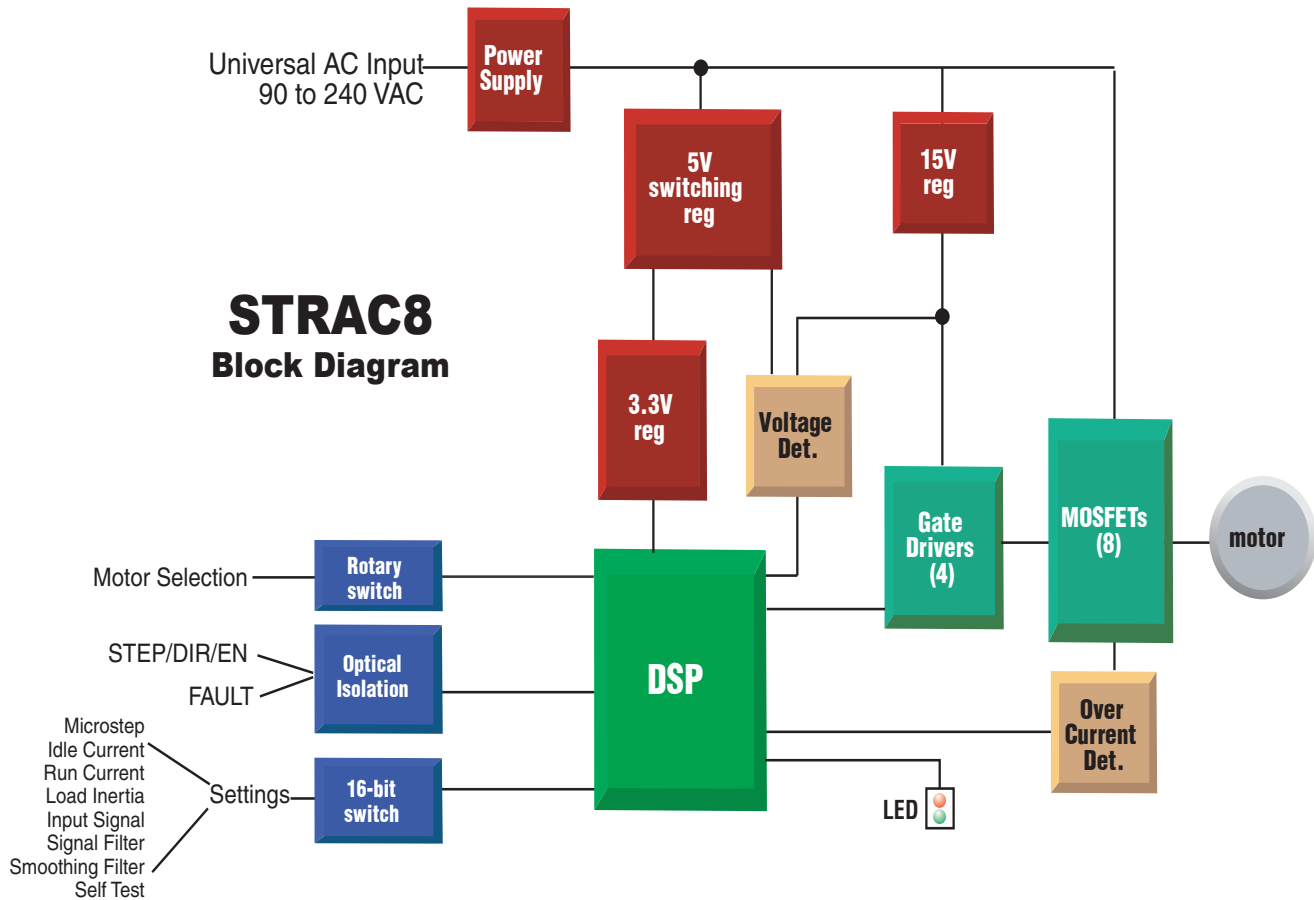 Universal AC Input
90 to 240 VAC
Power
Supply
5V
switching
reg
15V
reg
STRAC8
Block Diagram
3.3V
reg
Voltage
Det.
Gate
Drivers
(4)
MOSFETs
(8)
motor
Motor Selection
Rotary
switch
STEP/DIR/EN
FAULT
Optical
Isolation
DSP
Over
Current
Det.
Microstep
Idle Current
Run Current
Load Inertia
Input Signal
Signal Filter
Smoothing Filter
Self Test
Settings
16-bit
switch
LED